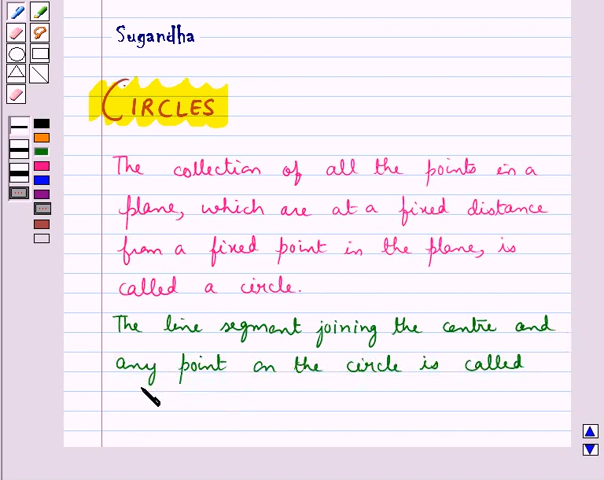 Sugandha
CIRCLES
The collection of all the points in a
plane, which are at a fixed distance
from a fixed point in the plane, is
called a circle.
The line segment joining the centre and
any point on the circle is called